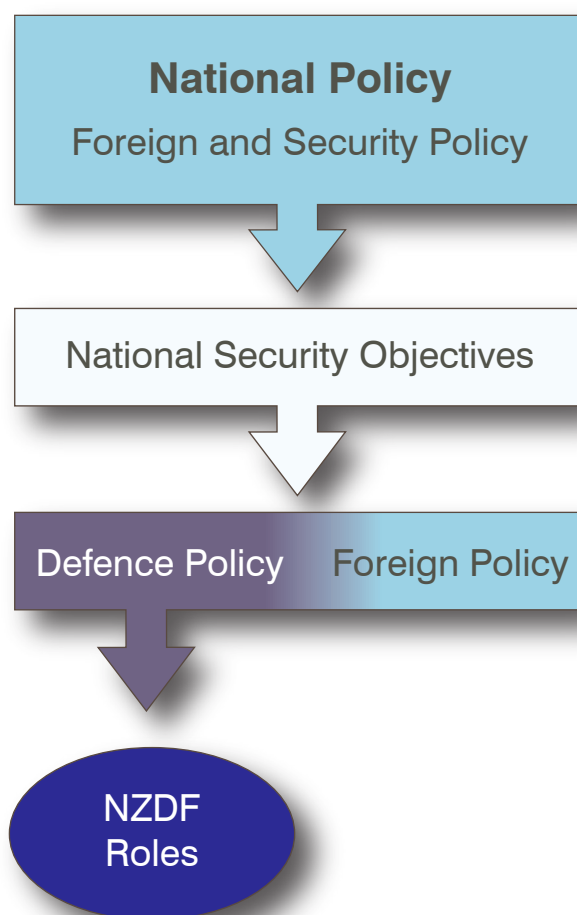 National Policy
Foreign and Security Policy
National Security Objectives
Defence Policy Foreign Policy
NZDF
Roles